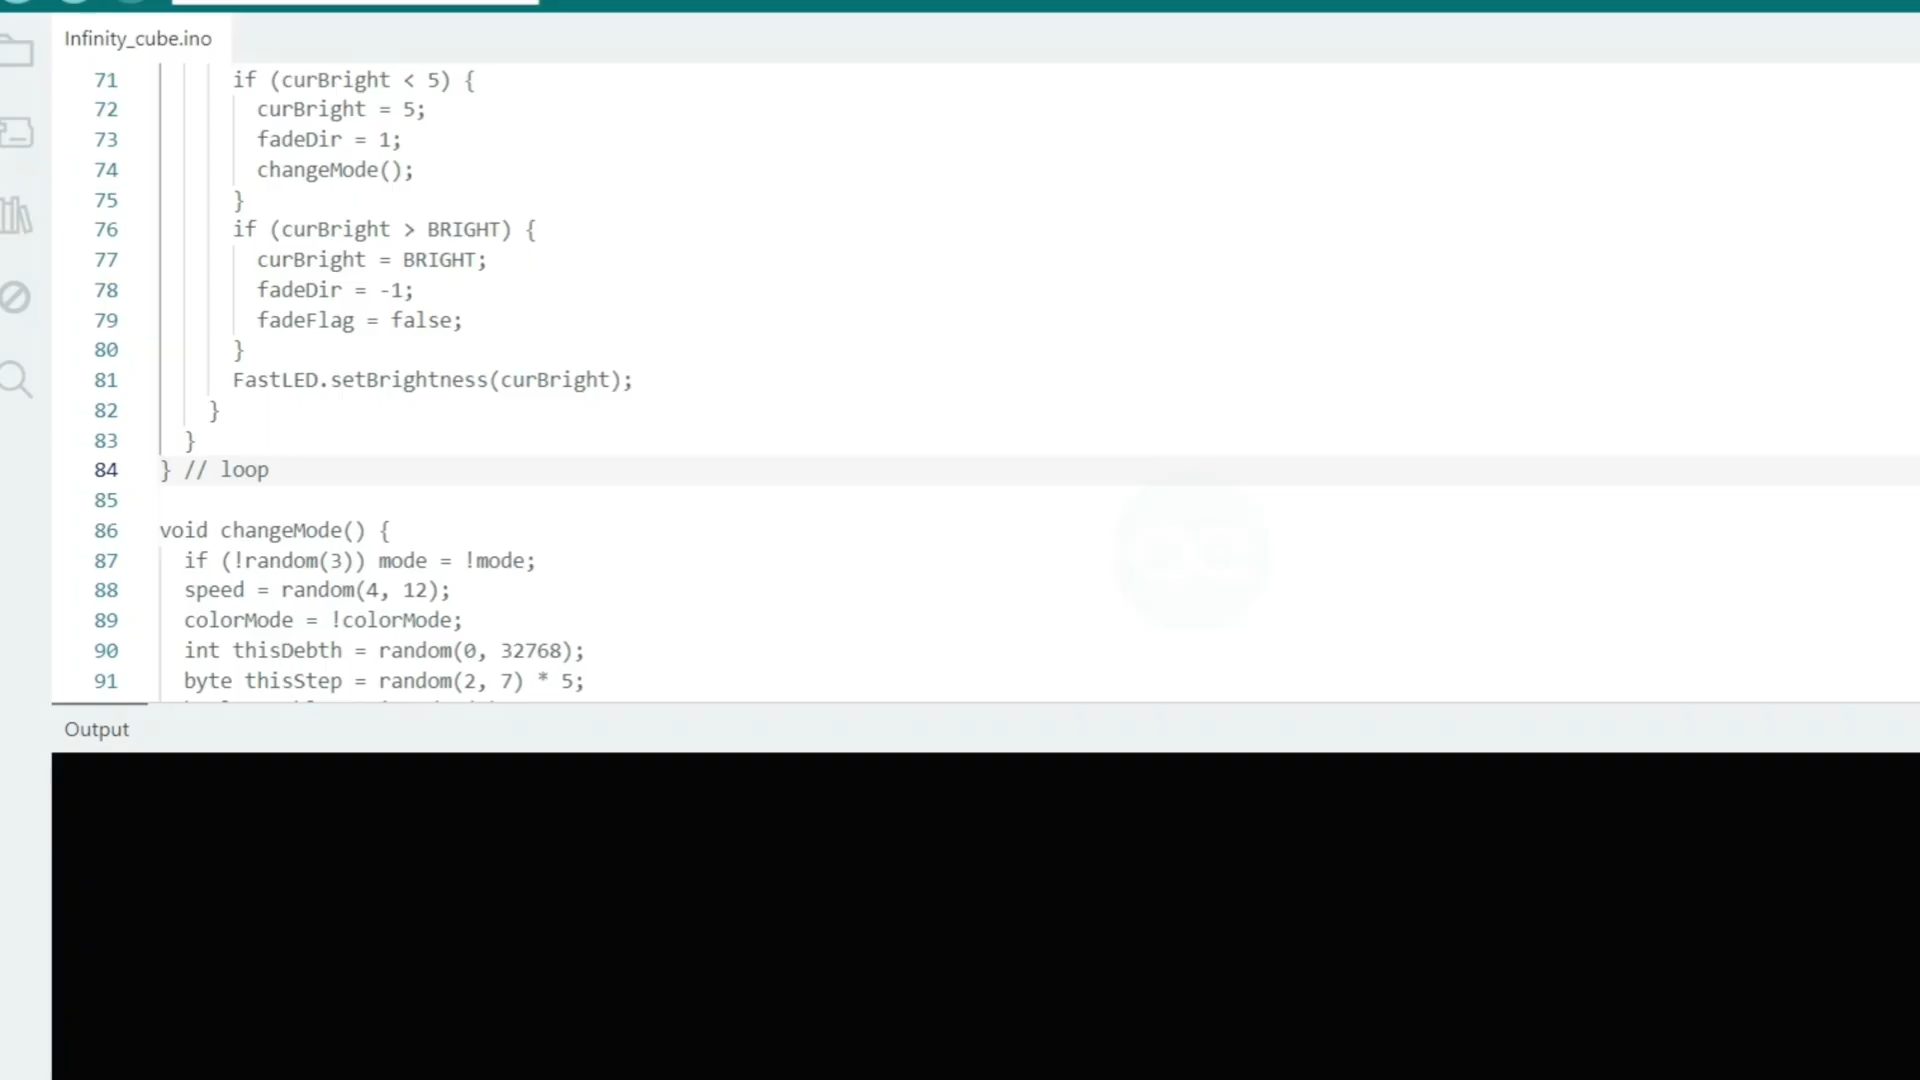 Infinity_cube.ino
71 if (curBright < 5) {
72 curBright = 5;
73 fadeDir = 1;
74 changeMode();
75 }
76 if (curBright > BRIGHT) {
77 curBright = BRIGHT;
78 fadeDir = -1;
79 fadeFlag = false;
80 }
81 FastLED.setBrightness(curBright);
82 }
83 }
84 } // loop
85
86 void changeMode() {
87 if (!random(3)) mode = !mode;
88 speed = random(4, 12);
89 colorMode = !colorMode;
90 int thisDebth = random(0, 32768);
91 byte thisStep = random(2, 7) * 5;
Output